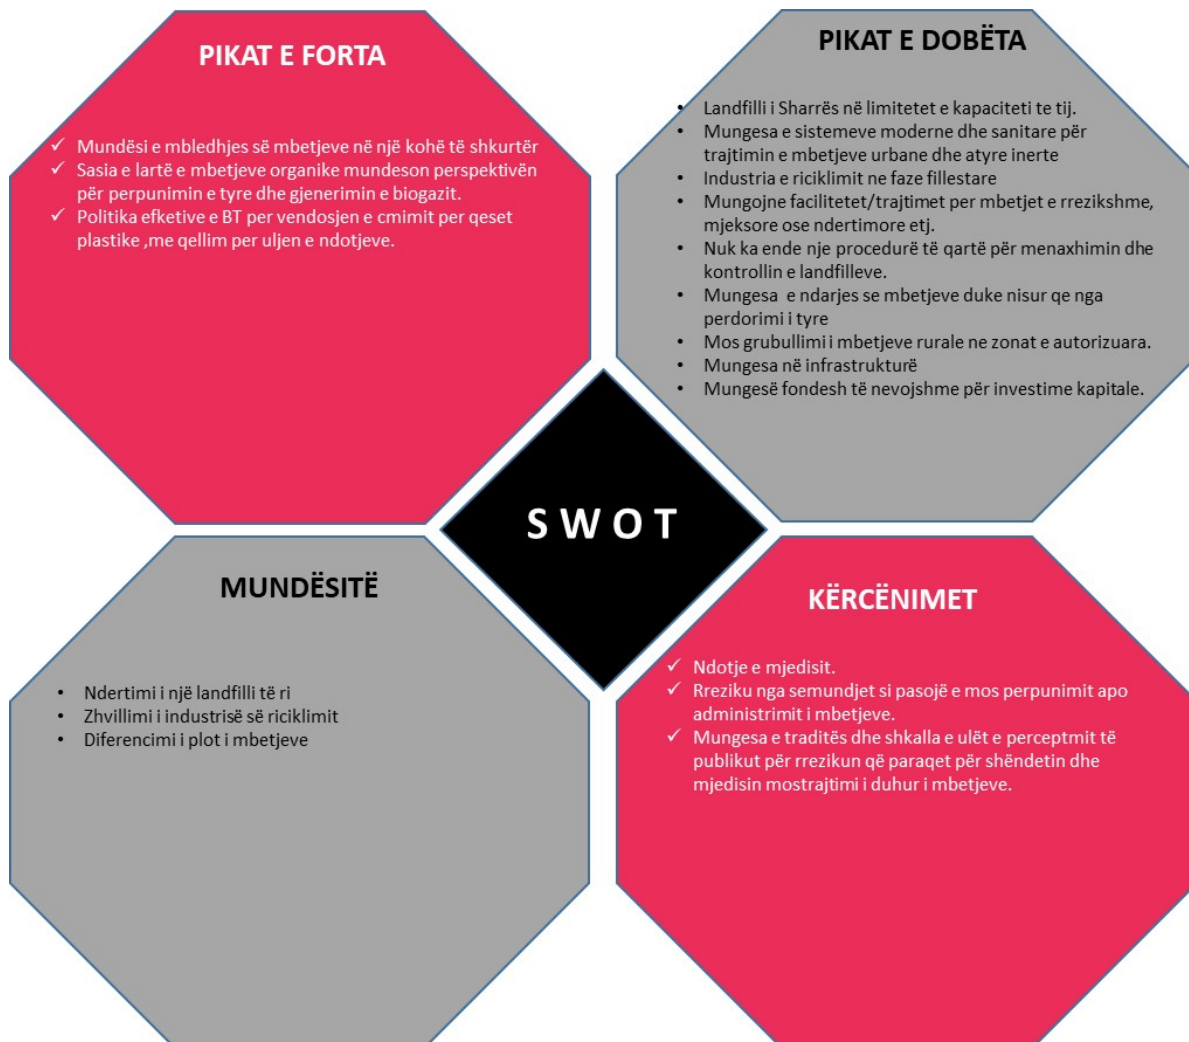 PIKAT E FORTA
✓ Mundësi e mbledhjes së mbetjeve në një kohë të shkurtër
✓ Sasia e lartë e mbetjeve organike mundeson perspektivën
për perpunimin e tyre dhe gjenerimin e biogazit.
✓ Politika efketive e BT per vendosjen e cmimit per qeset
plastike ,me qellim per uljen e ndotjeve.
PIKAT E DOBËTA
• Landfilli i Sharrës në limitetet e kapaciteti te tij.
• Mungesa e sistemeve moderne dhe sanitare për
trajtimin e mbetjeve urbane dhe atyre inerte
• Industria e riciklimit ne faze fillestare
• Mungojne facilitetet/trajtimet per mbetjet e rrezikshme,
mjeksore ose ndertimore etj.
• Nuk ka ende nje procedurë të qartë për menaxhimin dhe
kontrollin e landfilleve.
• Mungesa e ndarjes se mbetjeve duke nisur qe nga
perdorimi i tyre
• Mos grubullimi i mbetjeve rurale ne zonat e autorizuara.
• Mungesa në infrastrukturë
• Mungesë fondesh të nevojshme për investime kapitale.
S W O T
MUNDËSITË
• Ndertimi i një landfilli të ri
• Zhvillimi i industrisë së riciklimit
• Diferencimi i plot i mbetjeve
KËRCËNIMET
✓ Ndotje e mjedisit.
✓ Rreziku nga semundjet si pasojë e mos perpunimit apo
administrimit i mbetjeve.
✓ Mungesa e traditës dhe shkalla e ulët e perceptmit të
publikut për rrezikun që paraqet për shëndetin dhe
mjedisin mostrajtimi i duhur i mbetjeve.